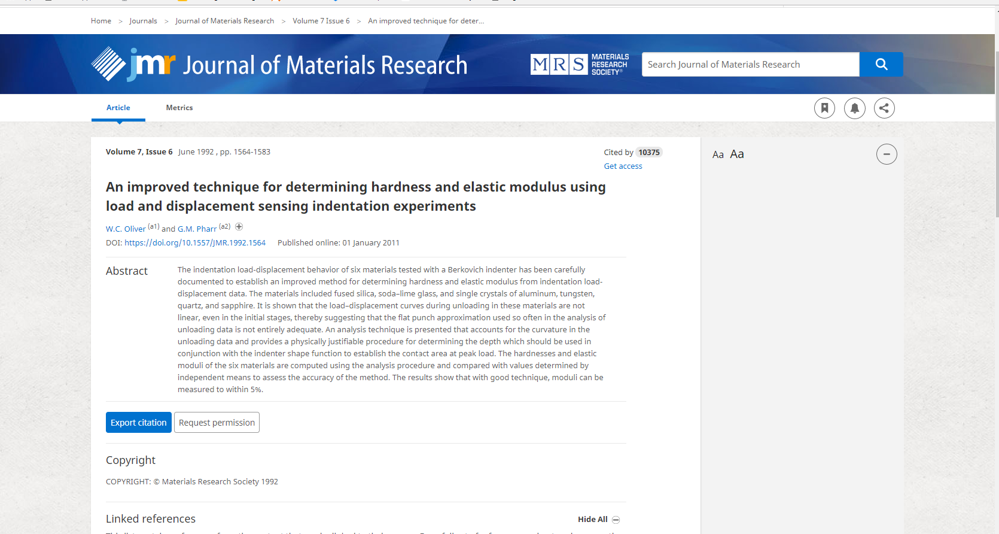 Home > Journals > Journal of Materials Research > Volume 7 Issue 6 > An improved technique for deter...
jmr Journal of Materials Research
MRS MATERIALS RESEARCH SOCIETY®
Search Journal of Materials Research
Article Metrics
Volume 7, Issue 6 June 1992 , pp. 1564-1583
Cited by 10375
Get access
Aa Aa
An improved technique for determining hardness and elastic modulus using
load and displacement sensing indentation experiments
W.C. Oliver (a1) and G.M. Pharr (a2)
DOI: https://doi.org/10.1557/JMR.1992.1564 Published online: 01 January 2011
Abstract
The indentation load-displacement behavior of six materials tested with a Berkovich indenter has been carefully
documented to establish an improved method for determining hardness and elastic modulus from indentation load-
displacement data. The materials included fused silica, soda–lime glass, and single crystals of aluminum, tungsten,
quartz, and sapphire. It is shown that the load–displacement curves during unloading in these materials are not
linear, even in the initial stages, thereby suggesting that the flat punch approximation used so often in the analysis of
unloading data is not entirely adequate. An analysis technique is presented that accounts for the curvature in the
unloading data and provides a physically justifiable procedure for determining the depth which should be used in
conjunction with the indenter shape function to establish the contact area at peak load. The hardnesses and elastic
moduli of the six materials are computed using the analysis procedure and compared with values determined by
independent means to assess the accuracy of the method. The results show that with good technique, moduli can be
measured to within 5%.
Export citation Request permission
Copyright
COPYRIGHT: © Materials Research Society 1992
Linked references
Hide All